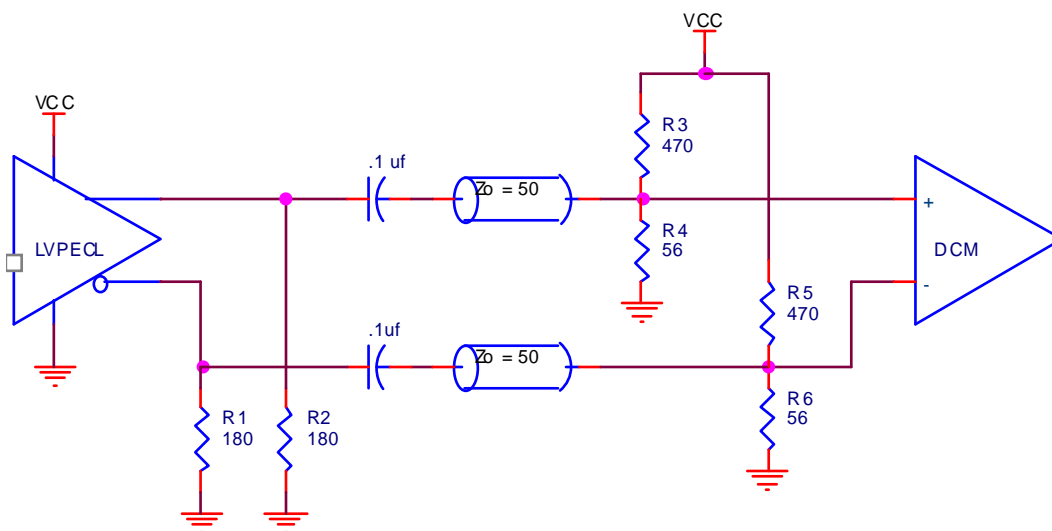 VCC
VCC
R3
470
.1 uf
Zo = 50
+
R4
56
LVPECL
DCM
-
R5
470
.1uf
Zo = 50
R6
56
R1
180
R2
180